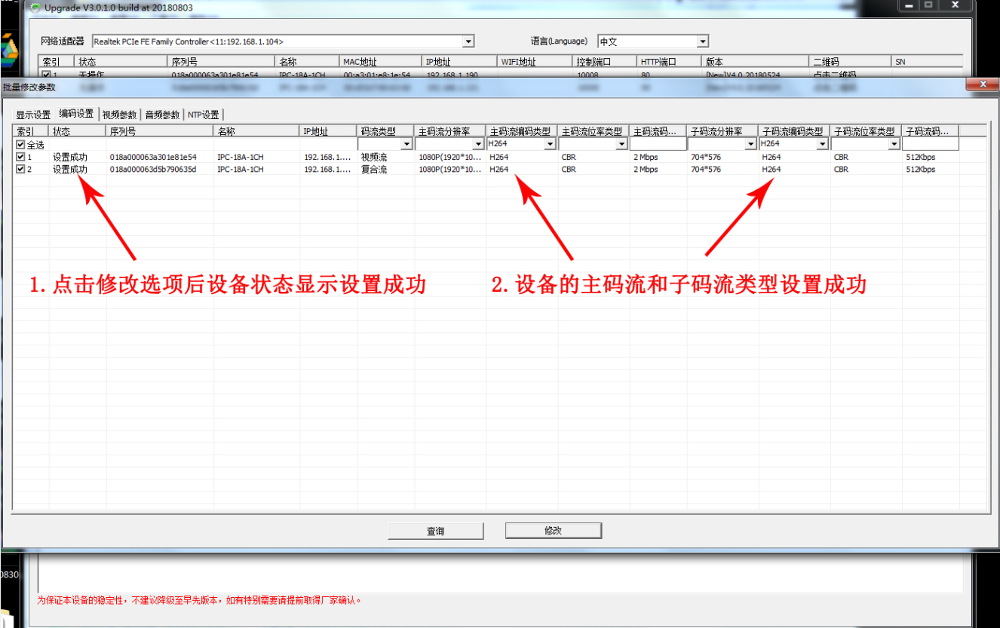 Upgrade V3.0.1.0 build at 20180803
网络适配器 Realtek PCIe FE Family Controller<11:192.168.1.104> 语言(Language) 中文
索引 状态 序列号 名称 MAC地址 IP地址 WIFI地址 控制端口 HTTP端口 版本 二维码 SN
1 无操作 018a000063a301e81e54 IPC-18A-1CH 00:a3:01:e8:1e:54 192.168.1.190 10008 80 [New]V4.0.20180524 点击二维码
批量修改参数
显示设置 编码设置 视频参数 音频参数 NTP设置
索引 状态 序列号 名称 IP地址 码流类型 主码流分辨率 主码流编码类型 主码流位率类型 主码流码... 子码流分辨率 子码流编码类型 子码流位率类型 子码流码...
全选 H264 H264
1 设置成功 018a000063a301e81e54 IPC-18A-1CH 192.168.1.... 视频流 1080P(1920*10... H264 CBR 2 Mbps 704*576 H264 CBR 512Kbps
2 设置成功 018a000063d5b790635d IPC-18A-1CH 192.168.1.... 复合流 1080P(1920*10... H264 CBR 2 Mbps 704*576 H264 CBR 512Kbps
1.点击修改选项后设备状态显示设置成功 2.设备的主码流和子码流类型设置成功
查询 修改
0830
为保证本设备的稳定性，不建议降级至早先版本，如有特别需要请提前取得厂家确认。